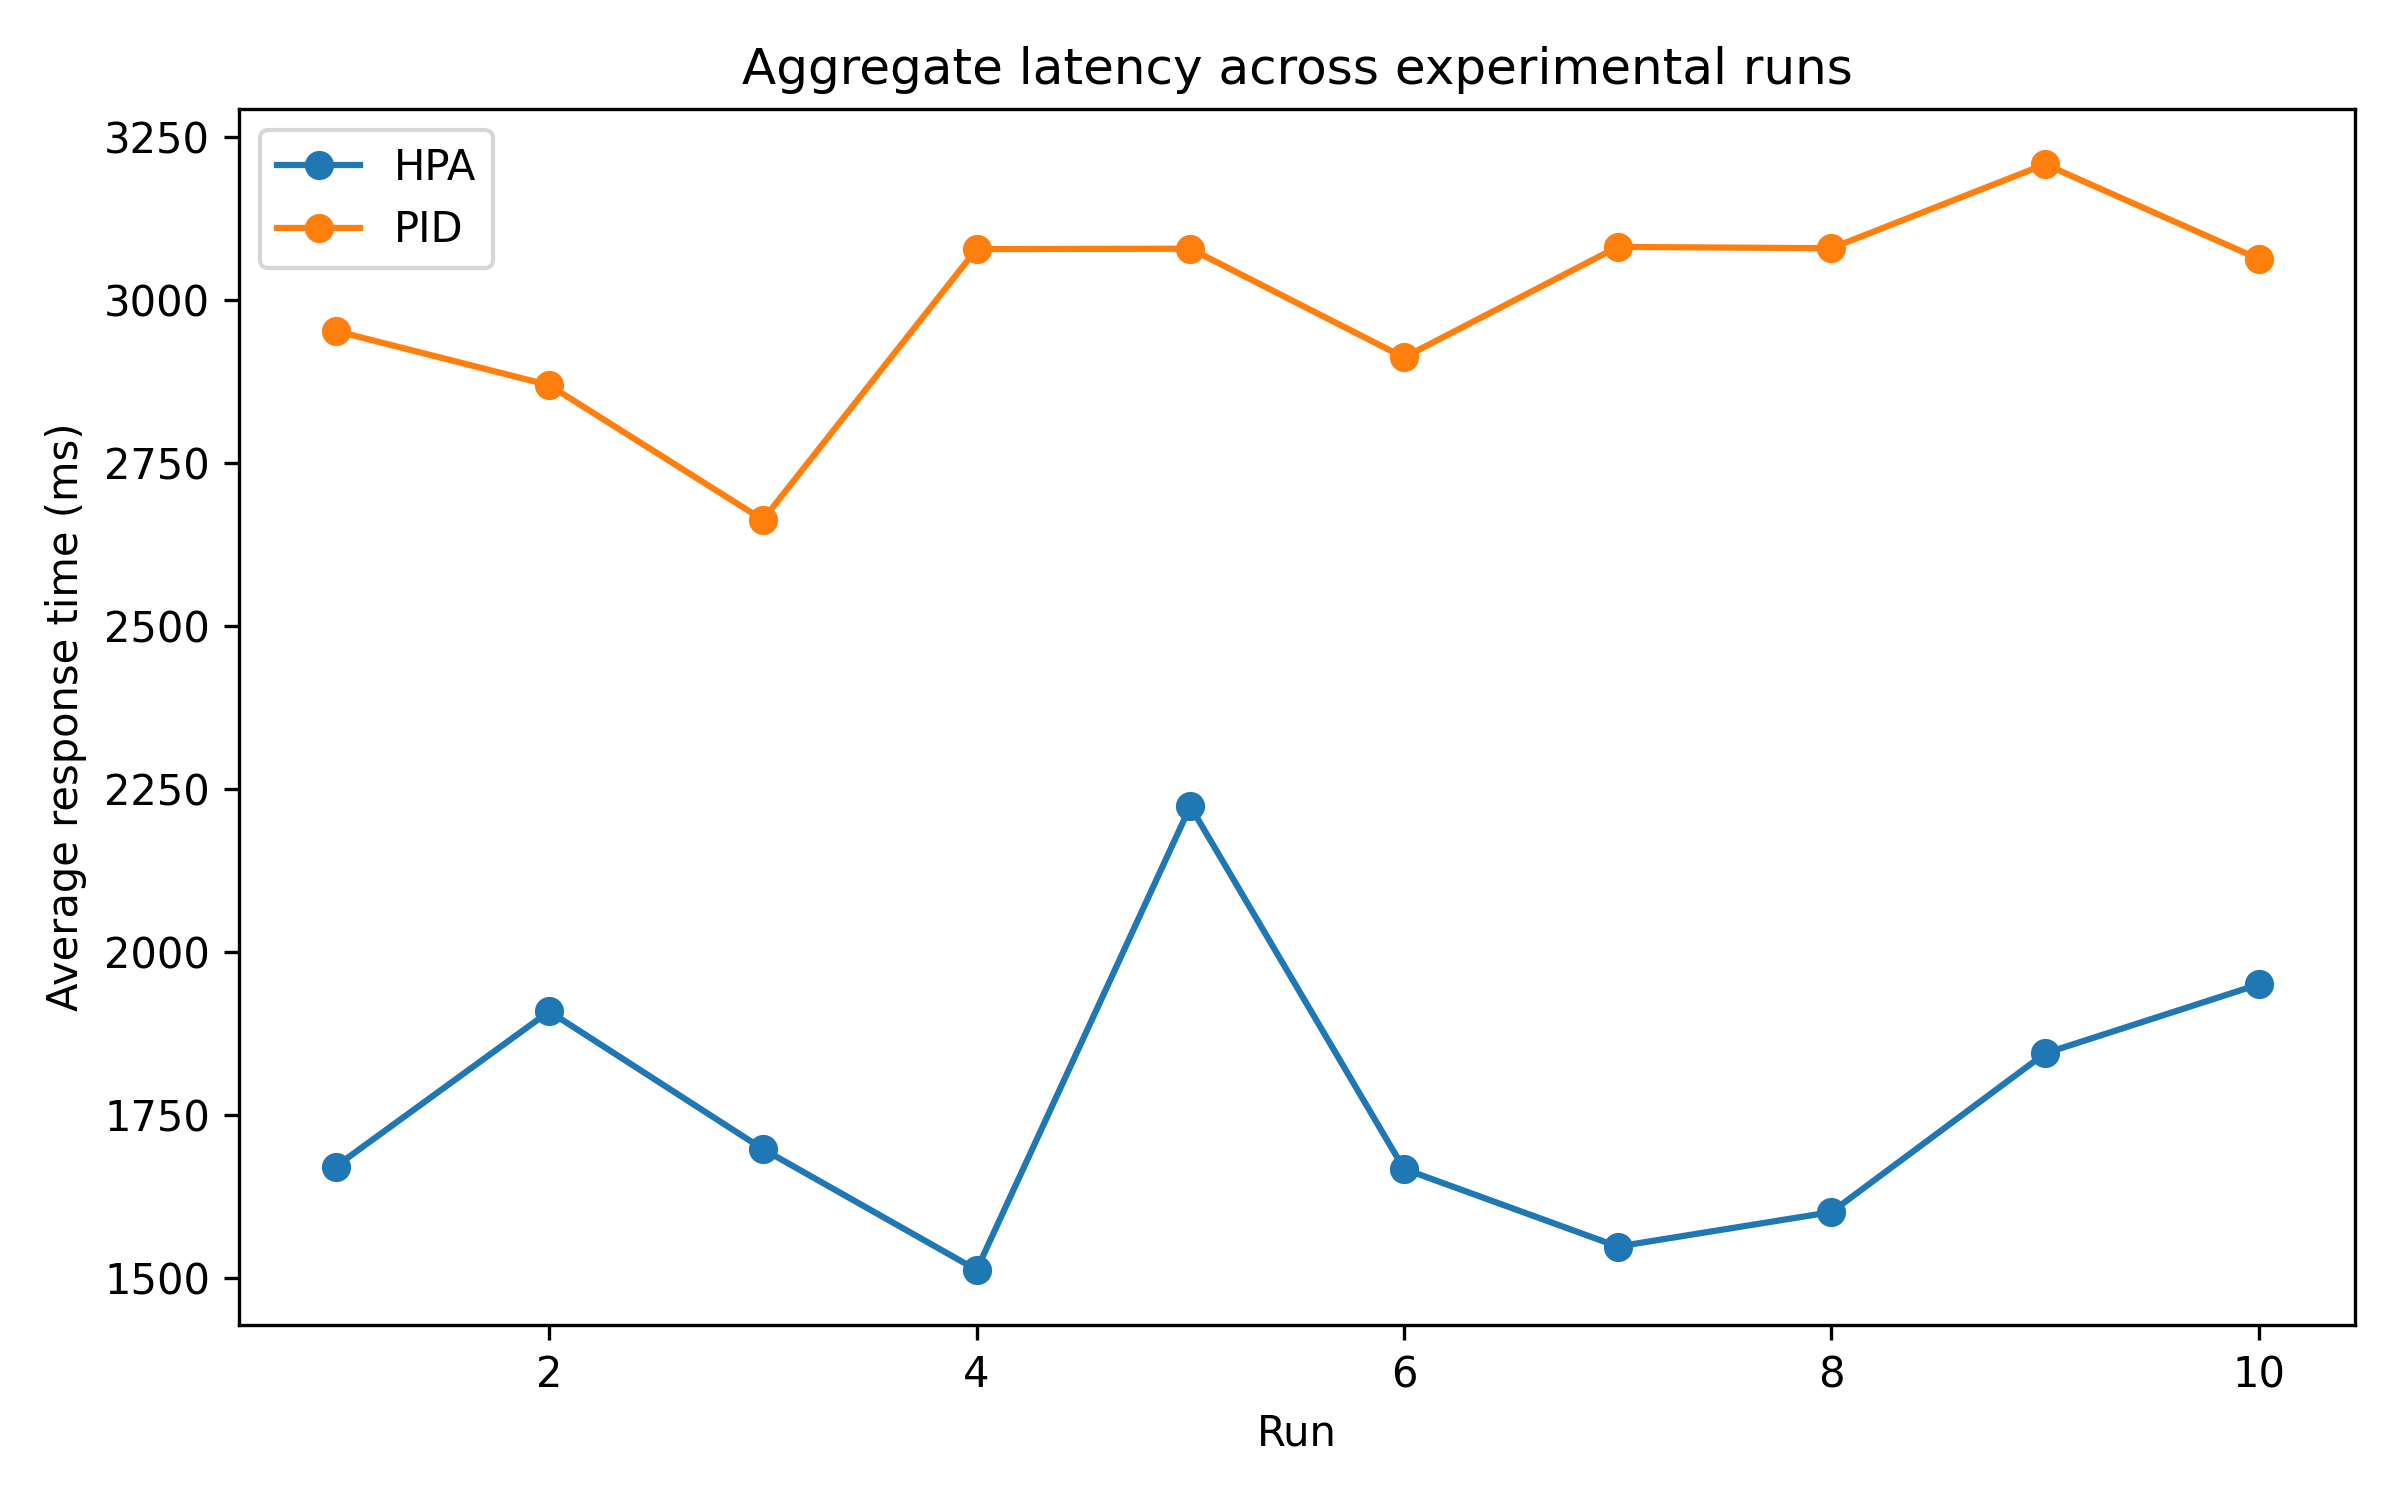 Aggregate latency across experimental runs
HPA
PID
Average response time (ms)
3250
3000
2750
2500
2250
2000
1750
1500
2 4 6 8 10
Run